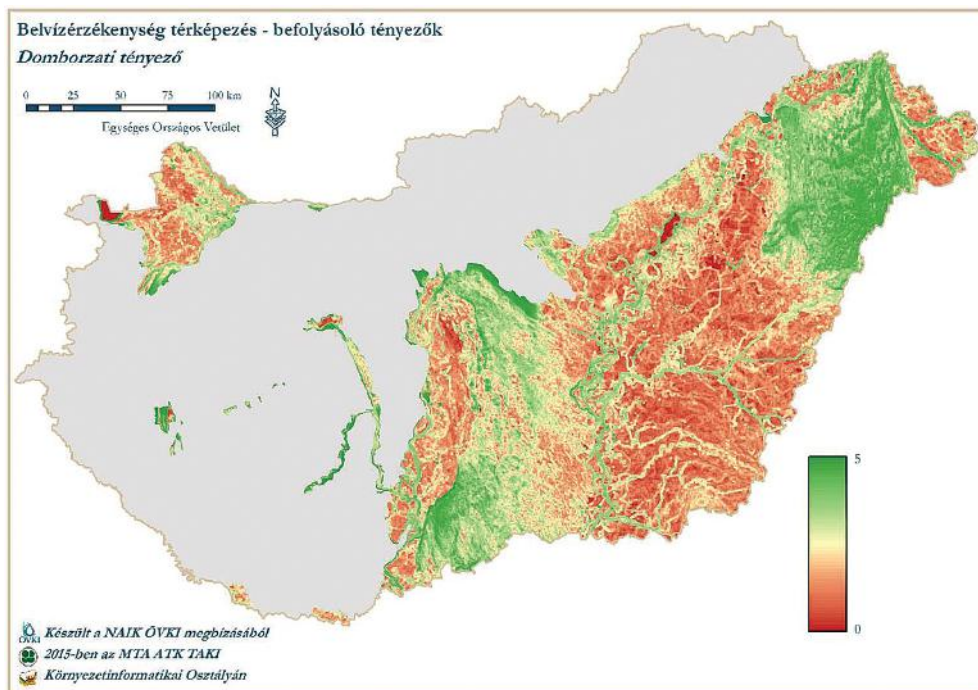 Belvízérzékenység térképezés - befolyásoló tényezők
Domborzati tényező
0 25 50 100 km
N
Egységes Országos Vetület
5
0
ÖVKI
Készült a NAIK ÖVKI megbízásából
2015-ben az MTA ATK TAKI
Környezetinformatikai Osztályán